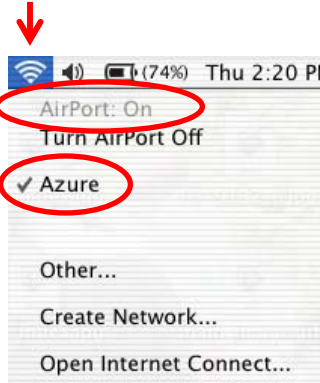 (74%) Thu 2:20 P
AirPort: On
Turn AirPort Off
✓ Azure
Other...
Create Network...
Open Internet Connect...